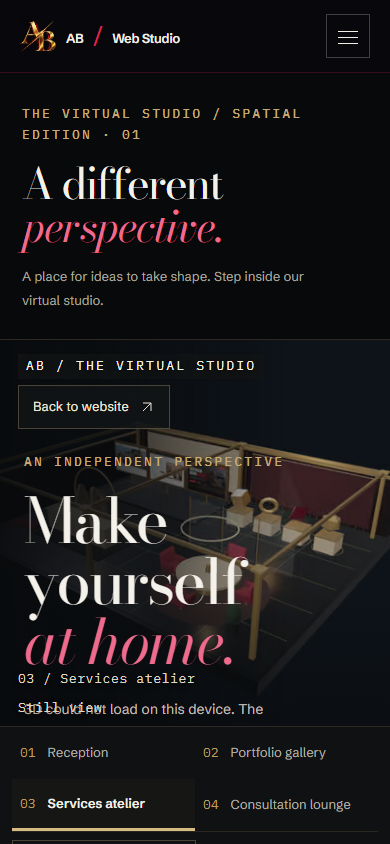 AB
AB / Web Studio
THE VIRTUAL STUDIO / SPATIAL
EDITION · 01
A different
perspective.
A place for ideas to take shape. Step inside our
virtual studio.
AB / THE VIRTUAL STUDIO
Back to website
AN INDEPENDENT PERSPECTIVE
Make
yourself
at home.
03 / Services atelier
Still view
3D could not load on this device. The
01 Reception
02 Portfolio gallery
03 Services atelier
04 Consultation lounge